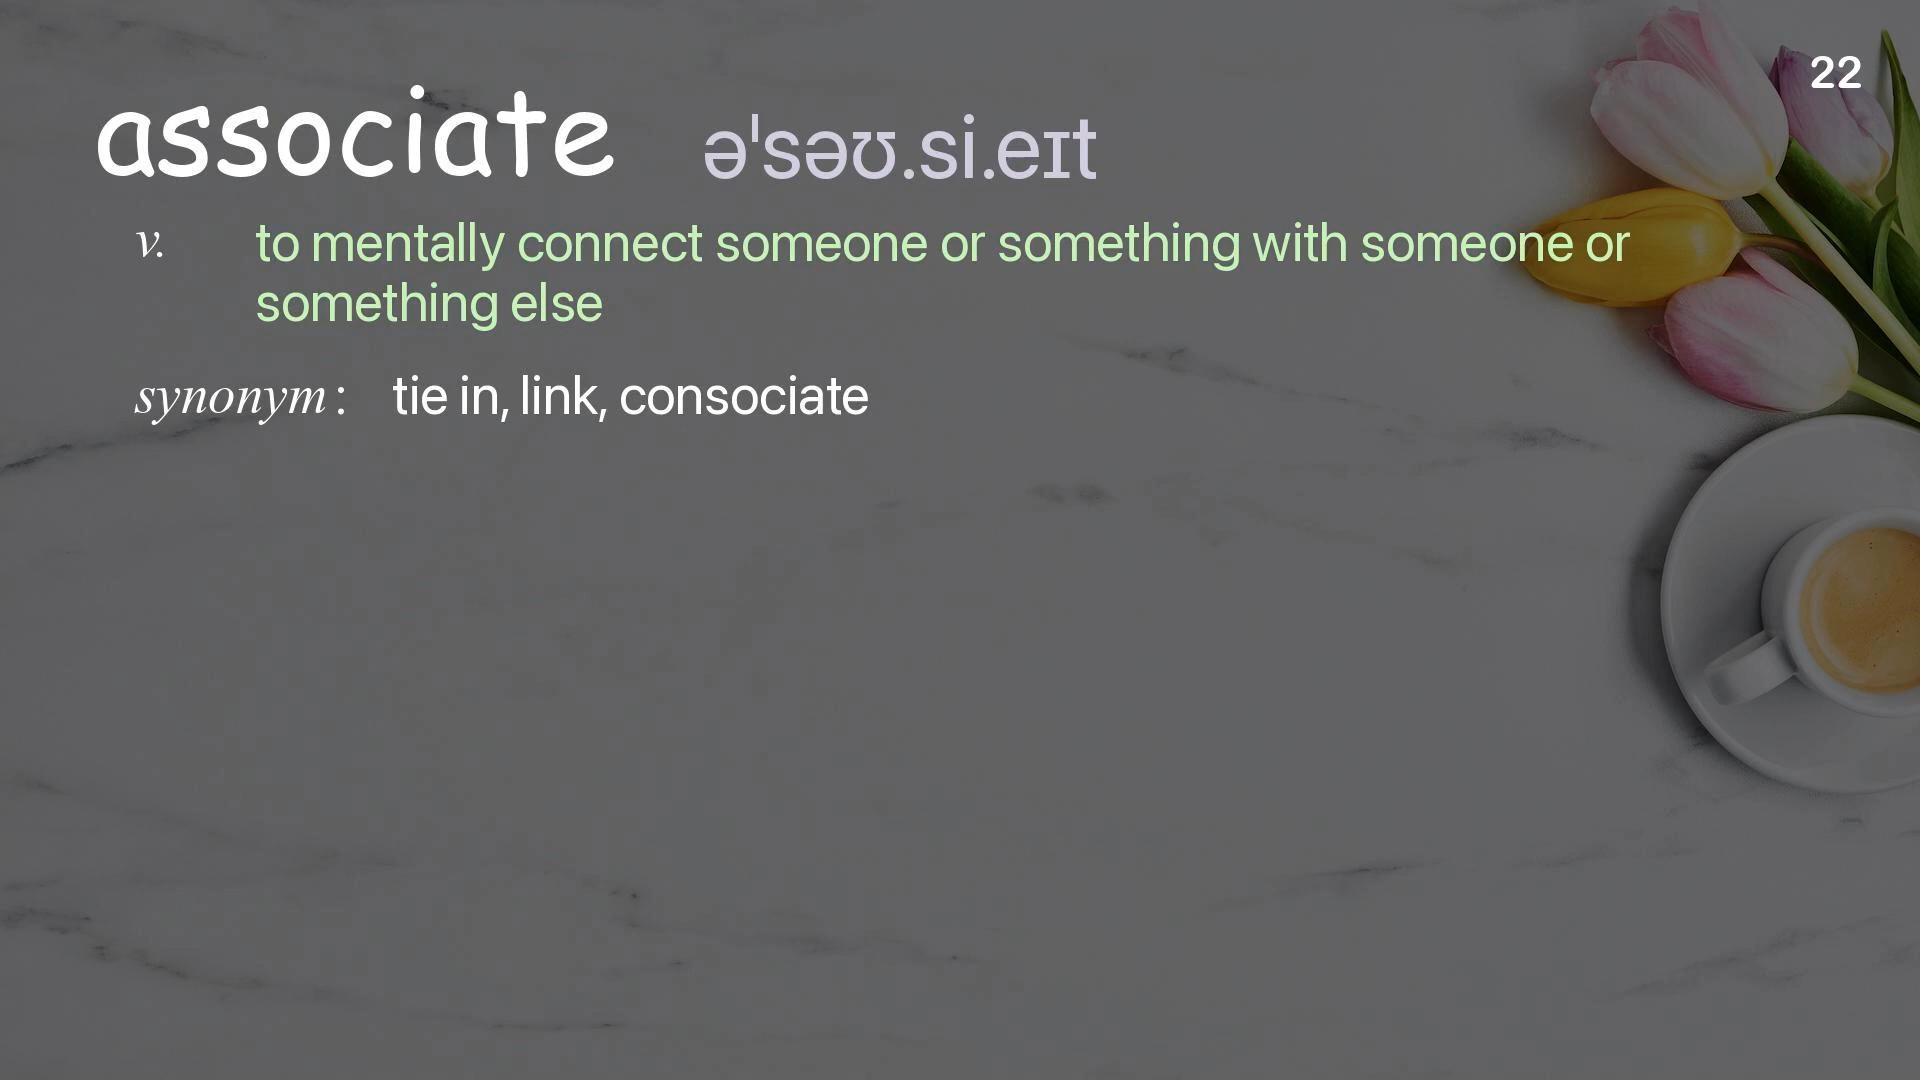 22
associate əˈsəʊ.si.eɪt
v. to mentally connect someone or something with someone or
something else
synonym: tie in, link, consociate